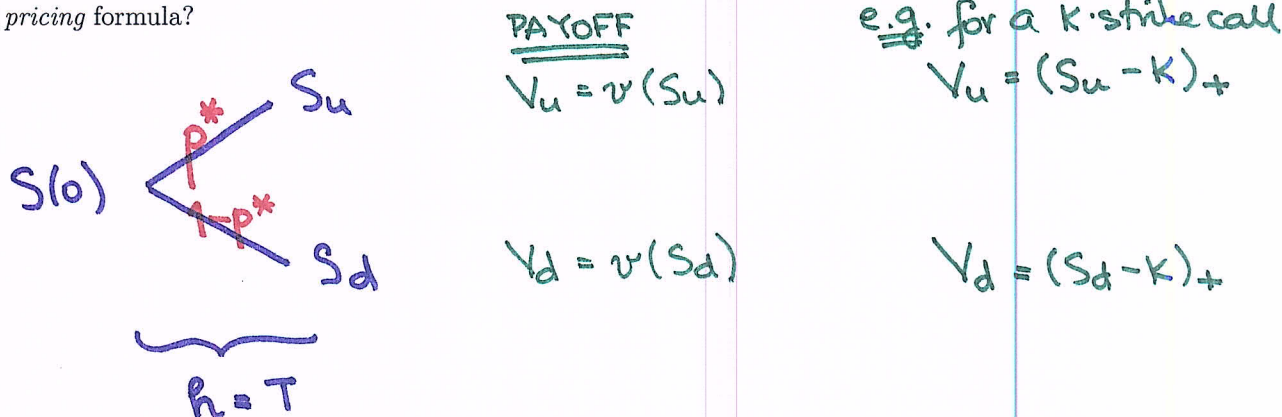 pricing formula?
PAYOFF
e.g. for a K-strike call
Vu = v(Su)
Vu = (Su - K)+
p*
Su
S(0)
1-p*
Sd
Vd = v(Sd)
Vd = (Sd - K)+
h = T